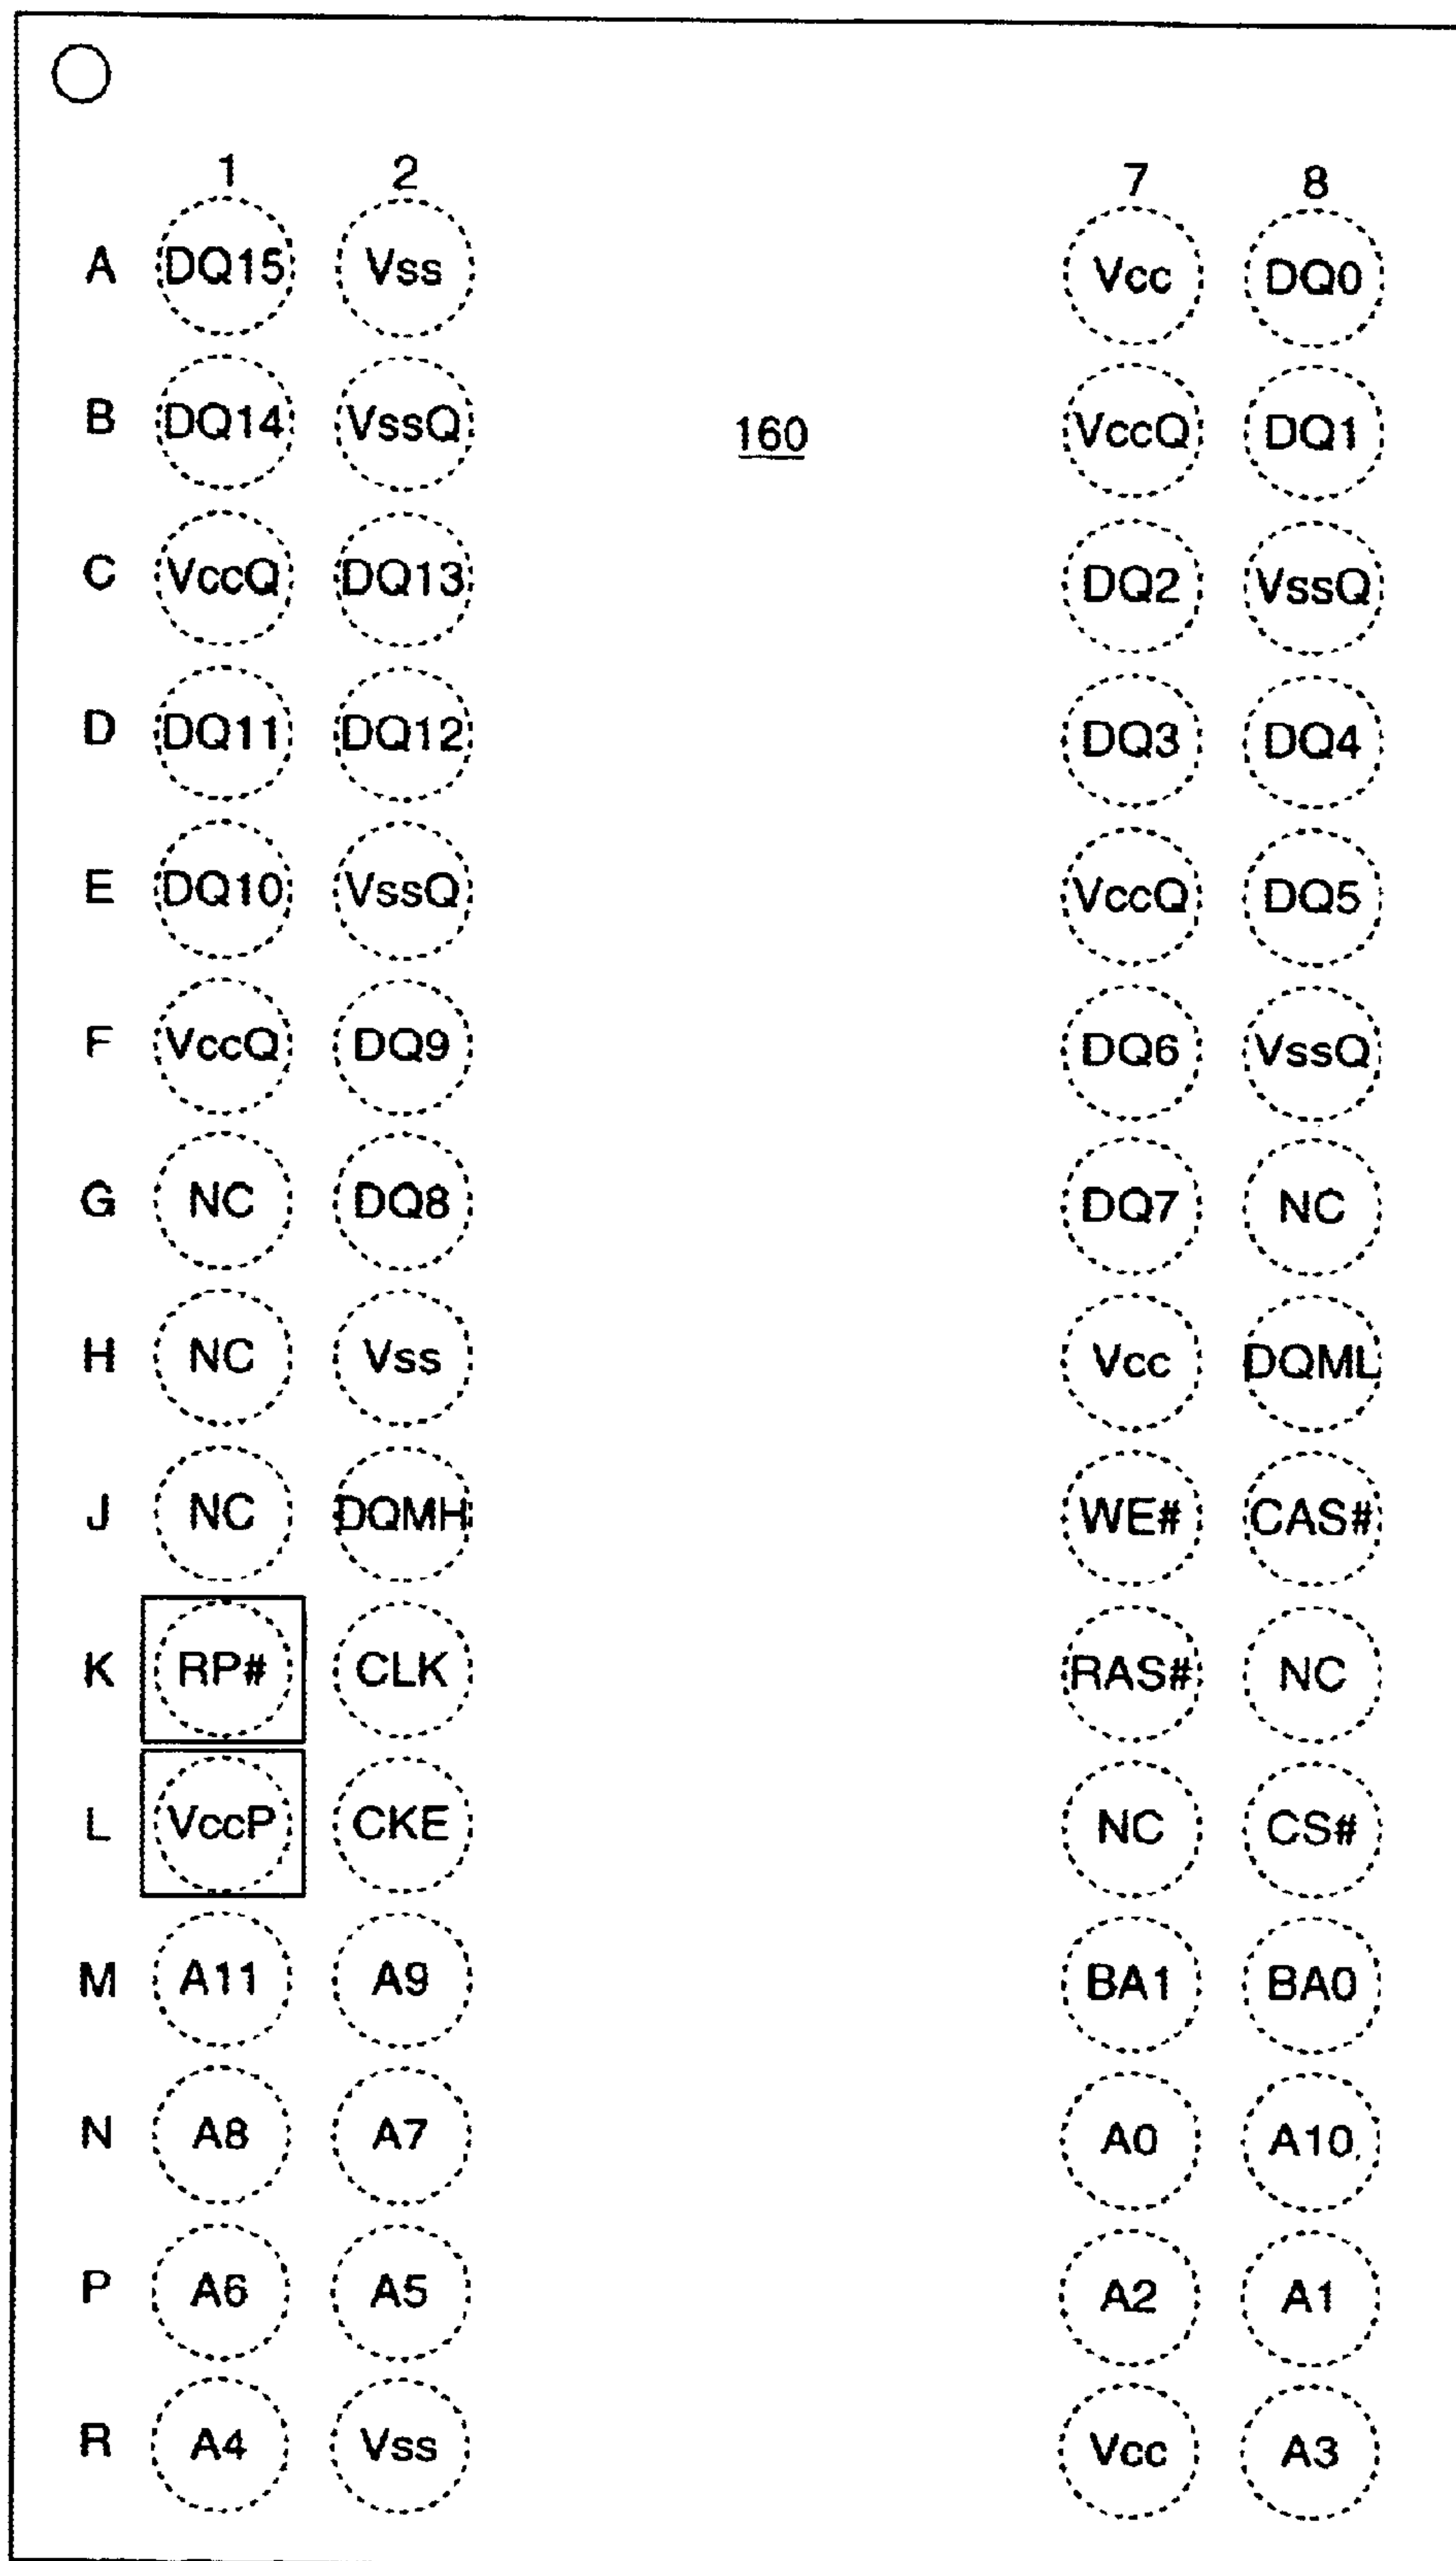 1 2 7 8
A DQ15 Vss Vcc DQ0
B DQ14 VssQ 160 VccQ DQ1
C VccQ DQ13 DQ2 VssQ
D DQ11 DQ12 DQ3 DQ4
E DQ10 VssQ VccQ DQ5
F VccQ DQ9 DQ6 VssQ
G NC DQ8 DQ7 NC
H NC Vss Vcc DQML
J NC DQMH WE# CAS#
K RP# CLK RAS# NC
L VccP CKE NC CS#
M A11 A9 BA1 BA0
N A8 A7 A0 A10
P A6 A5 A2 A1
R A4 Vss Vcc A3